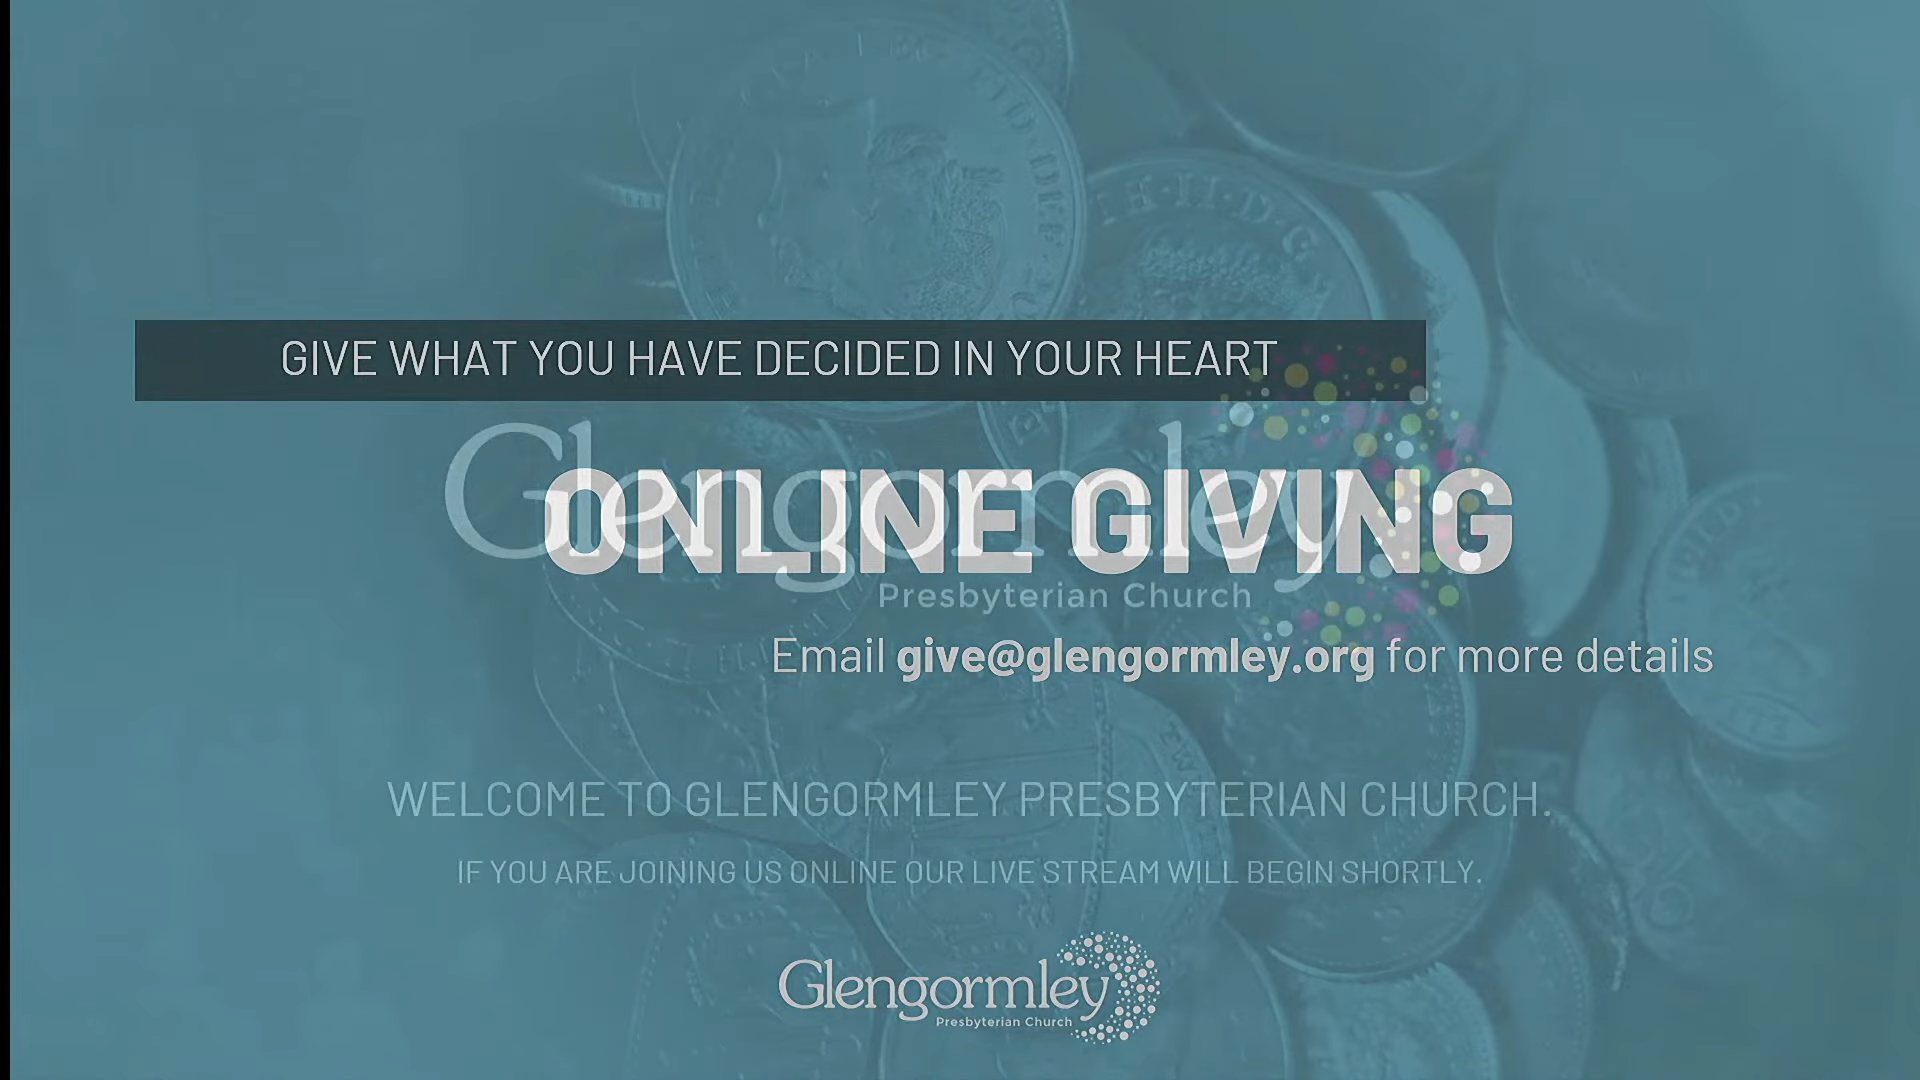 GIVE WHAT YOU HAVE DECIDED IN YOUR HEART
Glengormley
ONLINE GIVING
Presbyterian Church
Email give@glengormley.org for more details
WELCOME TO GLENGORMLEY PRESBYTERIAN CHURCH.
IF YOU ARE JOINING US ONLINE OUR LIVE STREAM WILL BEGIN SHORTLY.
Glengormley
Presbyterian Church